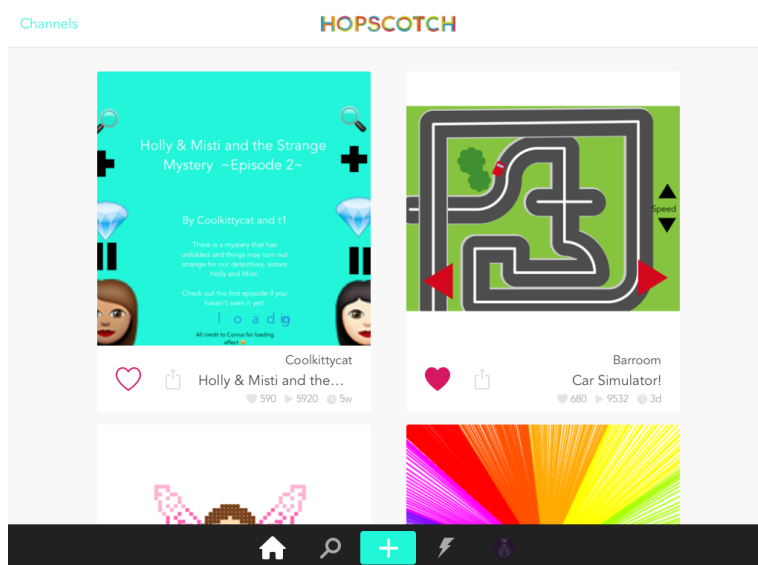 Channels
HOPSCOTCH
Holly & Misti and the Strange
Mystery ~Episode 2~
By Coolkittycat and t1
There is a mystery that has
unfolded and things may turn out
strange for our detectives, sisters
Holly and Misti.
Check out the first episode if you
haven't seen it yet!
loading
All credit to Corvus for loading
effect
Coolkittycat
Holly & Misti and the...
590 5920 5w
Speed
Barroom
Car Simulator!
680 9532 3d